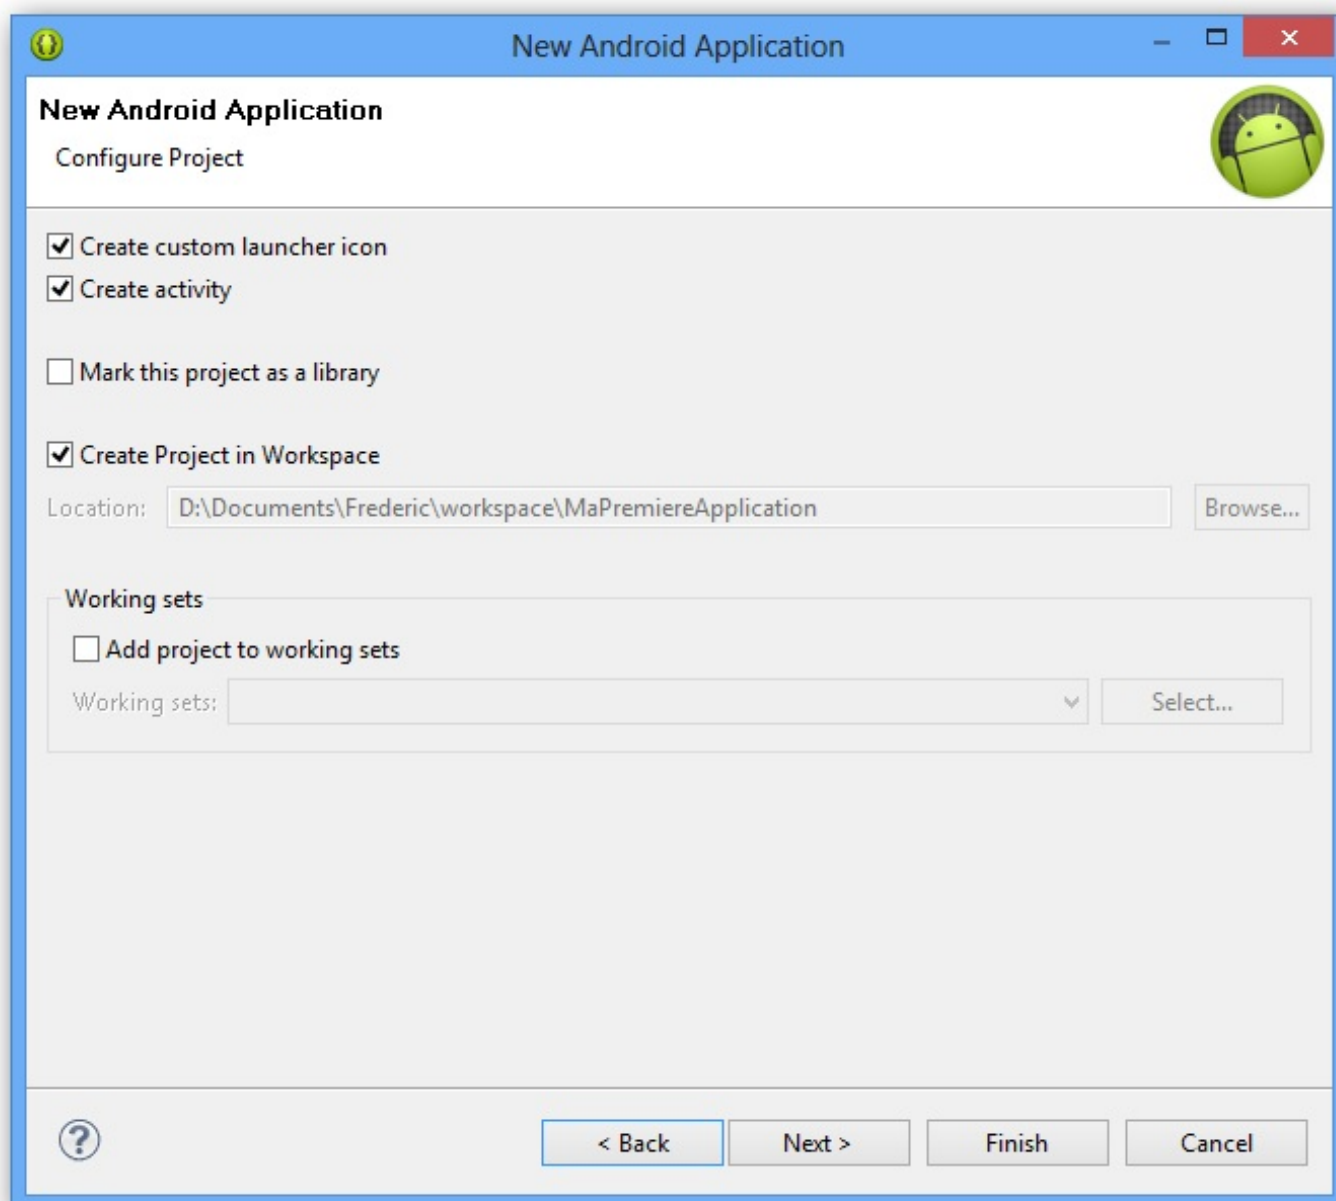 New Android Application
New Android Application
Configure Project
Create custom launcher icon
Create activity
Mark this project as a library
Create Project in Workspace
Location: D:\Documents\Frederic\workspace\MaPremiereApplication Browse...
Working sets
Add project to working sets
Working sets: Select...
? < Back Next > Finish Cancel